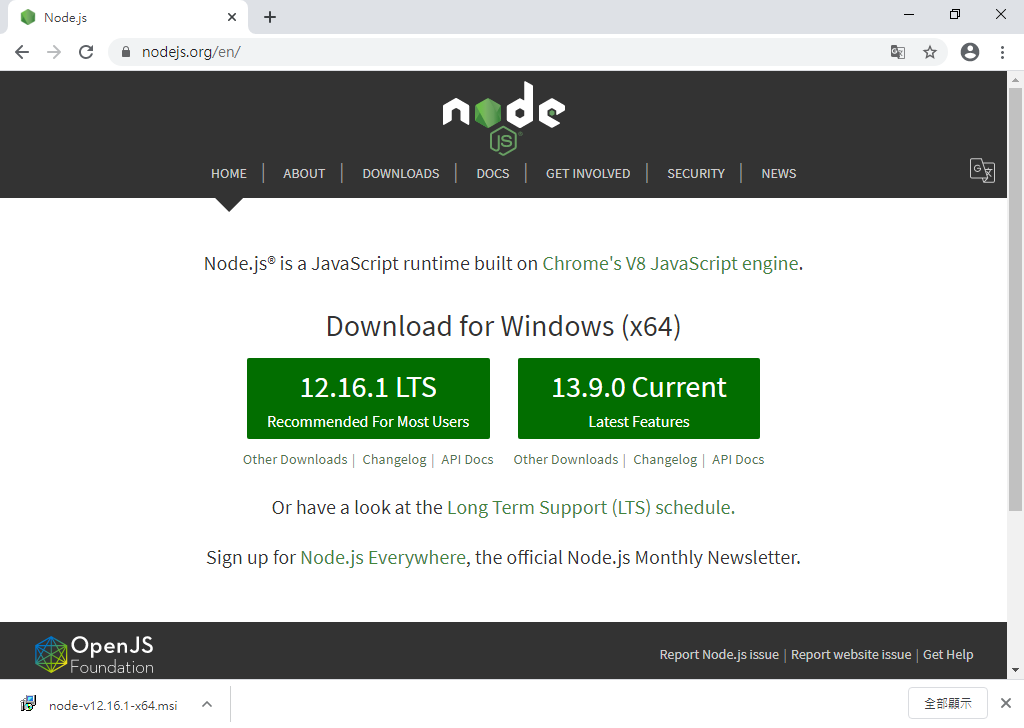 Node.js
nodejs.org/en/
node
JS
HOME | ABOUT | DOWNLOADS | DOCS | GET INVOLVED | SECURITY | NEWS
Node.js® is a JavaScript runtime built on Chrome's V8 JavaScript engine.
Download for Windows (x64)
12.16.1 LTS
Recommended For Most Users
13.9.0 Current
Latest Features
Other Downloads | Changelog | API Docs
Other Downloads | Changelog | API Docs
Or have a look at the Long Term Support (LTS) schedule.
Sign up for Node.js Everywhere, the official Node.js Monthly Newsletter.
OpenJS
Foundation
Report Node.js issue | Report website issue | Get Help
node-v12.16.1-x64.msi
全部顯示